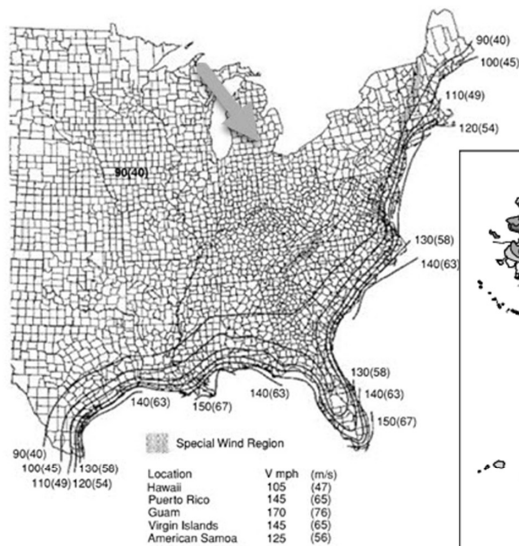 90(40)
100(45)
110(49)
120(54)
90(40)
130(58)
140(63)
130(58)
140(63)
140(63)
140(63)
150(67)
150(67)
90(40)
100(45) 130(58)
110(49) 120(54)
Special Wind Region
Location V mph (m/s)
Hawaii 105 (47)
Puerto Rico 145 (65)
Guam 170 (76)
Virgin Islands 145 (65)
American Samoa 125 (56)